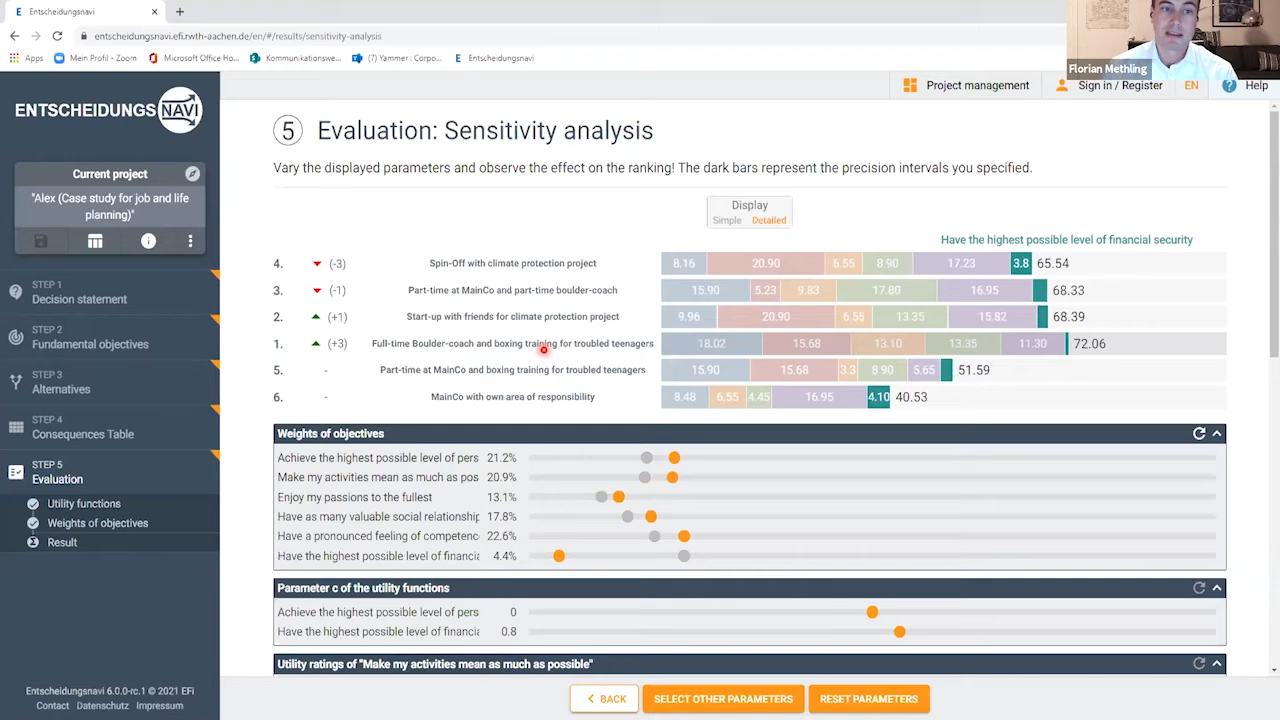 Entscheidungsnavi
entscheidungsnavi.efi.rwth-aachen.de/en/#/results/sensitivity-analysis
Apps
Mein Profil - Zoom
Microsoft Office Ho...
Kommunikationswe...
(7) Yammer : Corpo...
Entscheidungsnavi
Florian Methling
Project management
Sign in / Register
EN
Help
ENTSCHEIDUNGS NAVI
Current project
"Alex (Case study for job and life
planning)"
STEP 1
Decision statement
STEP 2
Fundamental objectives
STEP 3
Alternatives
STEP 4
Consequences Table
STEP 5
Evaluation
Utility functions
Weights of objectives
Result
Entscheidungsnavi 6.0.0-rc.1 © 2021 EFi
Contact Datenschutz Impressum
5 Evaluation: Sensitivity analysis
Vary the displayed parameters and observe the effect on the ranking! The dark bars represent the precision intervals you specified.
Display
Simple Detailed
Have the highest possible level of financial security
4. (-3) Spin-Off with climate protection project 8.16 20.90 6.55 8.90 17.23 3.8 65.54
3. (-1) Part-time at MainCo and part-time boulder-coach 15.90 5.23 9.83 17.80 16.95 68.33
2. (+1) Start-up with friends for climate protection project 9.96 20.90 6.55 13.35 15.82 68.39
1. (+3) Full-time Boulder-coach and boxing training for troubled teenagers 18.02 15.68 13.10 13.35 11.30 72.06
5. - Part-time at MainCo and boxing training for troubled teenagers 15.90 15.68 3.3 8.90 5.65 51.59
6. - MainCo with own area of responsibility 8.48 6.55 4.45 16.95 4.10 40.53
Weights of objectives
Achieve the highest possible level of pers 21.2%
Make my activities mean as much as pos 20.9%
Enjoy my passions to the fullest 13.1%
Have as many valuable social relationship 17.8%
Have a pronounced feeling of competenc 22.6%
Have the highest possible level of financia 4.4%
Parameter c of the utility functions
Achieve the highest possible level of pers 0
Have the highest possible level of financia 0.8
Utility ratings of "Make my activities mean as much as possible"
BACK
SELECT OTHER PARAMETERS
RESET PARAMETERS